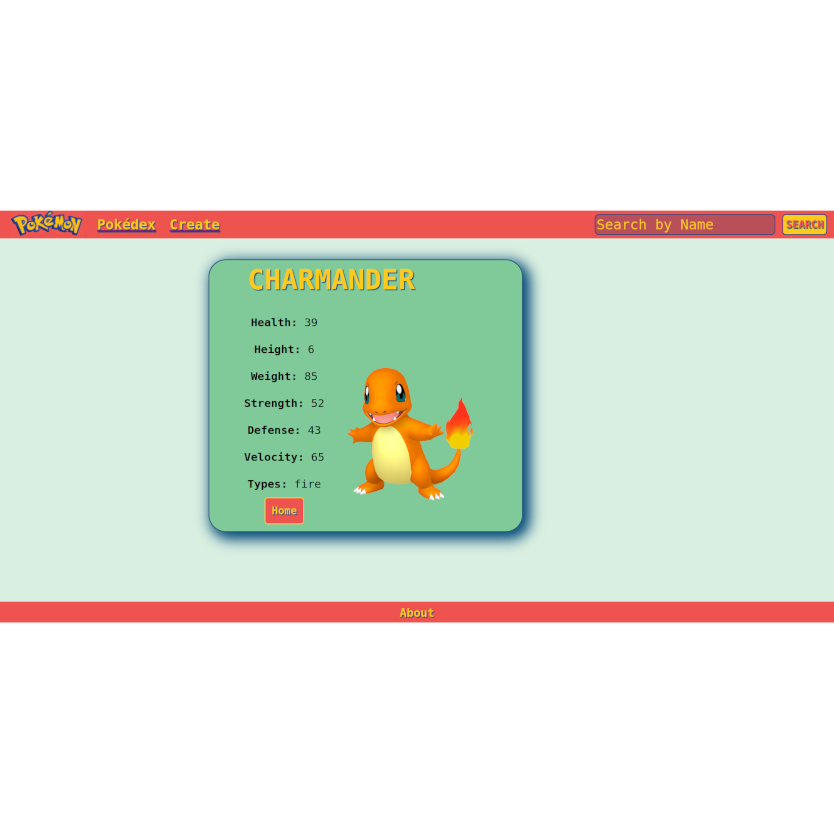 POKéMON
Pokédex Create
Search by Name SEARCH
CHARMANDER
Health: 39
Height: 6
Weight: 85
Strength: 52
Defense: 43
Velocity: 65
Types: fire
Home
About